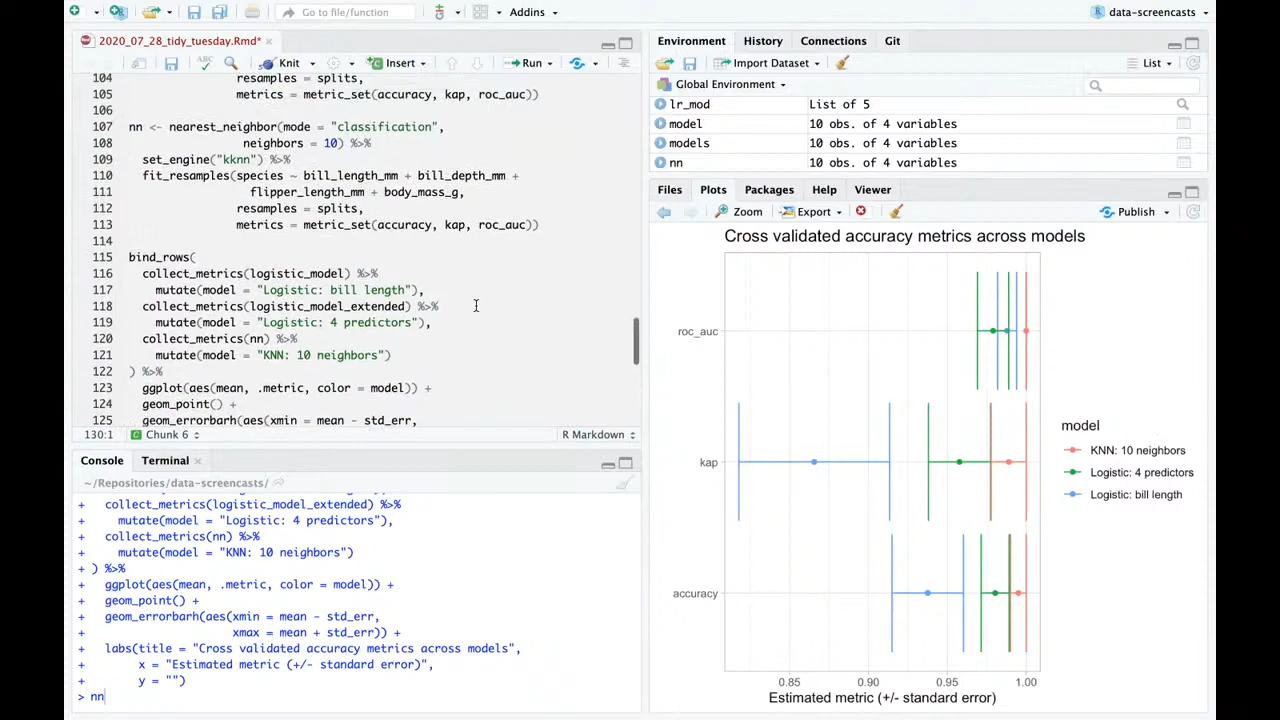 Go to file/function
Addins
data-screencasts
2020_07_28_tidy_tuesday.Rmd*
Knit
Insert
Run
104 resamples = splits,
105 metrics = metric_set(accuracy, kap, roc_auc))
106
107 nn <- nearest_neighbor(mode = "classification",
108 neighbors = 10) %>%
109 set_engine("kknn") %>%
110 fit_resamples(species ~ bill_length_mm + bill_depth_mm +
111 flipper_length_mm + body_mass_g,
112 resamples = splits,
113 metrics = metric_set(accuracy, kap, roc_auc))
114
115 bind_rows(
116 collect_metrics(logistic_model) %>%
117 mutate(model = "Logistic: bill length"),
118 collect_metrics(logistic_model_extended) %>%
119 mutate(model = "Logistic: 4 predictors"),
120 collect_metrics(nn) %>%
121 mutate(model = "KNN: 10 neighbors")
122 ) %>%
123 ggplot(aes(mean, .metric, color = model)) +
124 geom_point() +
125 geom_errorbarh(aes(xmin = mean - std_err,
130:1 Chunk 6 R Markdown
Console Terminal
~/Repositories/data-screencasts/
+ collect_metrics(logistic_model_extended) %>%
+ mutate(model = "Logistic: 4 predictors"),
+ collect_metrics(nn) %>%
+ mutate(model = "KNN: 10 neighbors")
+ ) %>%
+ ggplot(aes(mean, .metric, color = model)) +
+ geom_point() +
+ geom_errorbarh(aes(xmin = mean - std_err,
+ xmax = mean + std_err)) +
+ labs(title = "Cross validated accuracy metrics across models",
+ x = "Estimated metric (+/- standard error)",
+ y = "")
> nn
Environment History Connections Git
Import Dataset List
Global Environment
lr_mod List of 5
model 10 obs. of 4 variables
models 10 obs. of 4 variables
nn 10 obs. of 4 variables
Files Plots Packages Help Viewer
Zoom Export Publish
Cross validated accuracy metrics across models
roc_auc
kap
accuracy
0.85 0.90 0.95 1.00
Estimated metric (+/- standard error)
model
KNN: 10 neighbors
Logistic: 4 predictors
Logistic: bill length